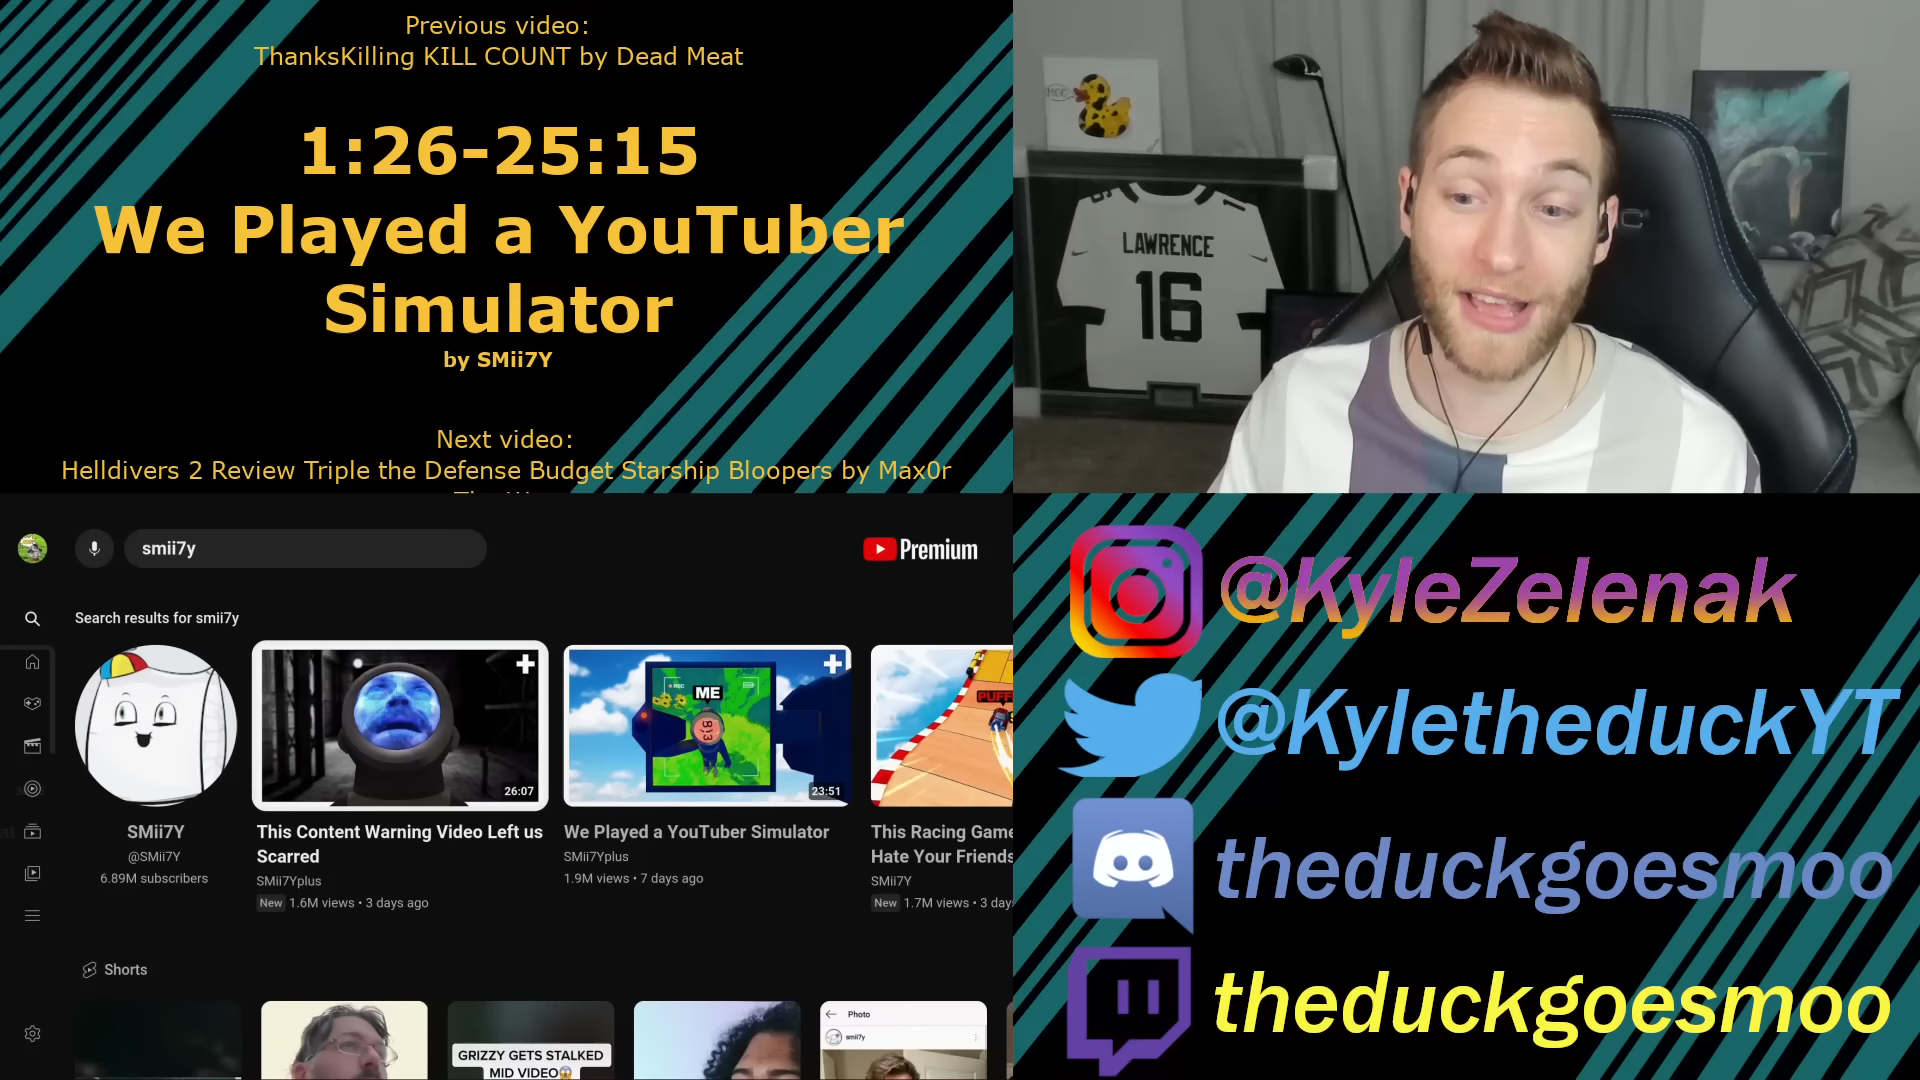 Previous video:
ThanksKilling KILL COUNT by Dead Meat
1:26-25:15
We Played a YouTuber
Simulator
by SMii7Y
Next video:
Helldivers 2 Review Triple the Defense Budget Starship Bloopers by Max0r
MOO
LAWRENCE
16
smii7y
Premium
Search results for smii7y
REC
ME
26:07
23:51
PUFF
SMii7Y
@SMii7Y
6.89M subscribers
This Content Warning Video Left us
Scarred
SMii7Yplus
New 1.6M views • 3 days ago
We Played a YouTuber Simulator
SMii7Yplus
1.9M views • 7 days ago
This Racing Game
Hate Your Friends
SMii7Y
New 1.7M views • 3 day
Shorts
GRIZZY GETS STALKED
MID VIDEO😱
Photo
smii7y
@KyleZelenak
@KyletheduckYT
theduckgoesmoo
theduckgoesmoo